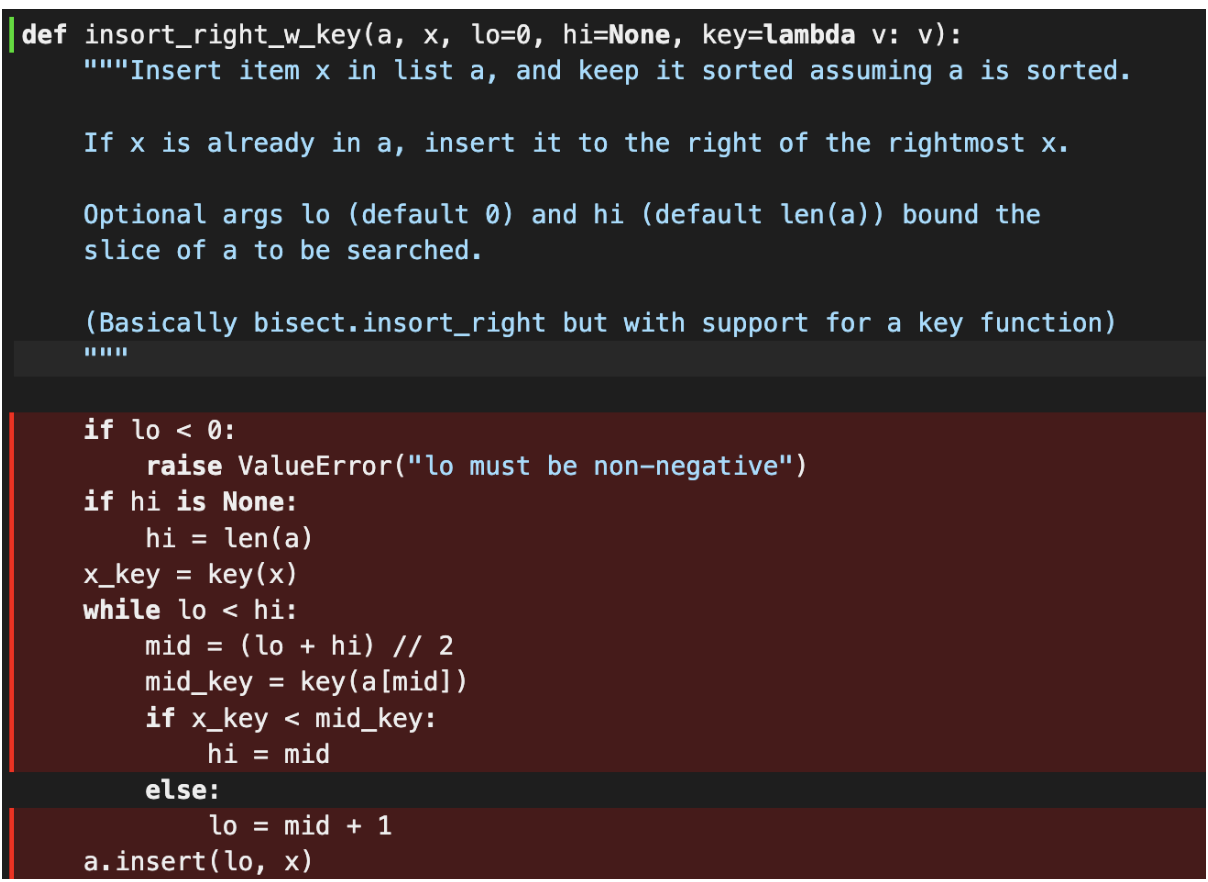 def insort_right_w_key(a, x, lo=0, hi=None, key=lambda v: v):
    """Insert item x in list a, and keep it sorted assuming a is sorted.
    If x is already in a, insert it to the right of the rightmost x.
    Optional args lo (default 0) and hi (default len(a)) bound the
    slice of a to be searched.
    (Basically bisect.insort_right but with support for a key function)
    """
    if lo < 0:
        raise ValueError("lo must be non-negative")
    if hi is None:
        hi = len(a)
    x_key = key(x)
    while lo < hi:
        mid = (lo + hi) // 2
        mid_key = key(a[mid])
        if x_key < mid_key:
            hi = mid
        else:
            lo = mid + 1
    a.insert(lo, x)